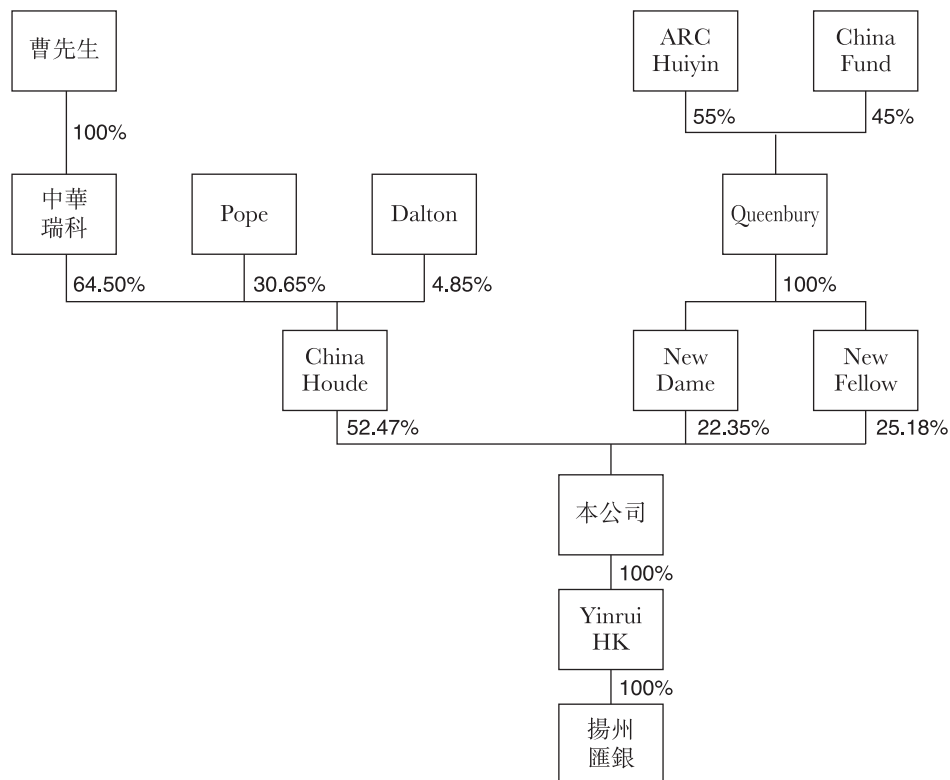 曹先生
ARC
Huiyin
China
Fund
100%
55%
45%
中華
瑞科
Pope
Dalton
Queenbury
64.50%
30.65%
4.85%
100%
China
Houde
New
Dame
New
Fellow
52.47%
22.35%
25.18%
本公司
100%
Yinrui
HK
100%
揚州
匯銀